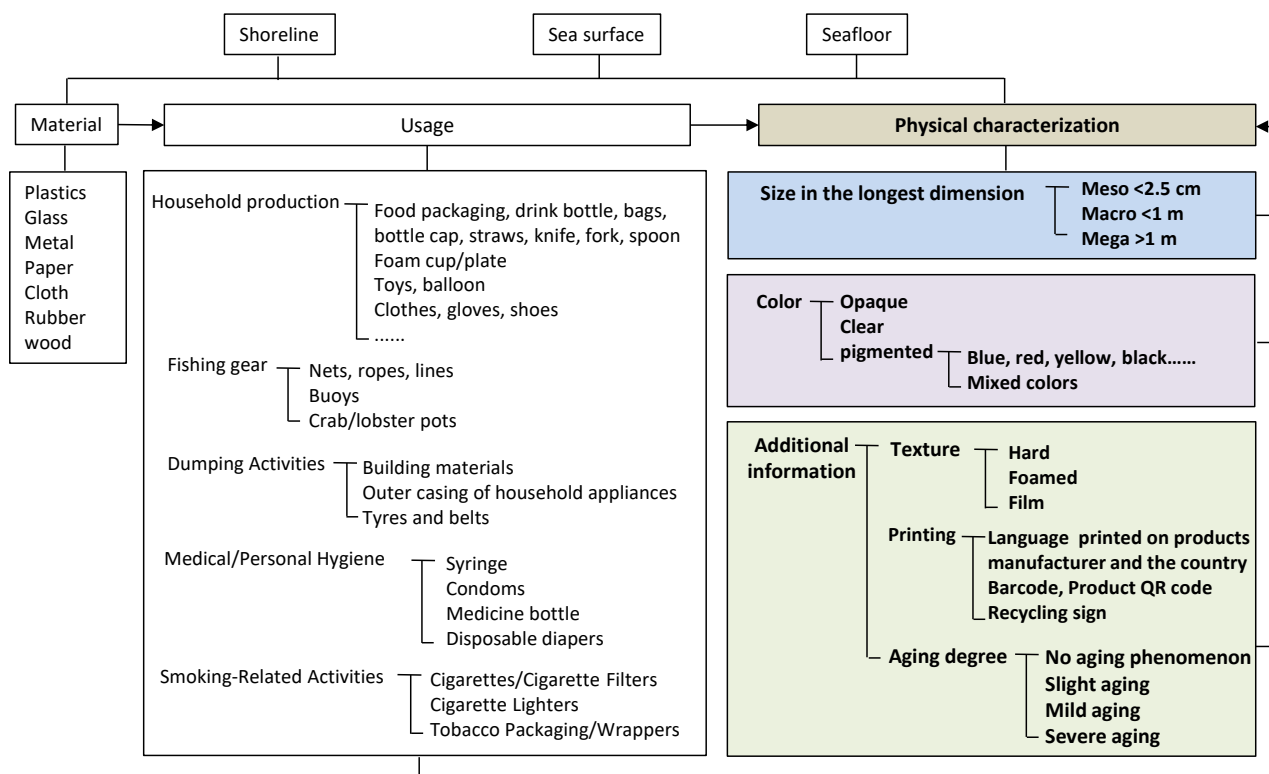 Shoreline
Sea surface
Seafloor
Material
Usage
Physical characterization
Plastics
Glass
Metal
Paper
Cloth
Rubber
wood
Household production
Food packaging, drink bottle, bags,
bottle cap, straws, knife, fork, spoon
Foam cup/plate
Toys, balloon
Clothes, gloves, shoes
......
Fishing gear
Nets, ropes, lines
Buoys
Crab/lobster pots
Dumping Activities
Building materials
Outer casing of household appliances
Tyres and belts
Medical/Personal Hygiene
Syringe
Condoms
Medicine bottle
Disposable diapers
Smoking-Related Activities
Cigarettes/Cigarette Filters
Cigarette Lighters
Tobacco Packaging/Wrappers
Size in the longest dimension
Meso <2.5 cm
Macro <1 m
Mega >1 m
Color
Opaque
Clear
pigmented
Blue, red, yellow, black......
Mixed colors
Additional
information
Texture
Hard
Foamed
Film
Printing
Language printed on products
manufacturer and the country
Barcode, Product QR code
Recycling sign
Aging degree
No aging phenomenon
Slight aging
Mild aging
Severe aging